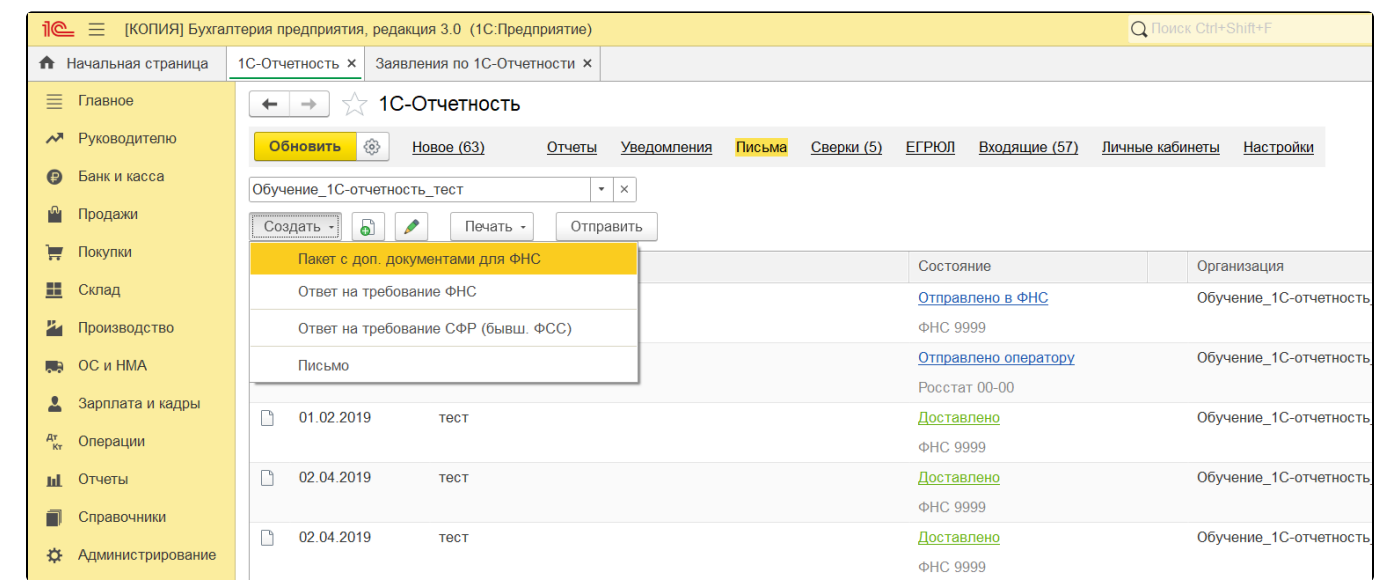 1С [КОПИЯ] Бухгалтерия предприятия, редакция 3.0 (1С:Предприятие) Поиск Ctrl+Shift+F
Начальная страница 1С-Отчетность × Заявления по 1С-Отчетности ×
Главное
Руководителю
Банк и касса
Продажи
Покупки
Склад
Производство
ОС и НМА
Зарплата и кадры
Дт Кт Операции
Отчеты
Справочники
Администрирование
1С-Отчетность
Обновить Новое (63) Отчеты Уведомления Письма Сверки (5) ЕГРЮЛ Входящие (57) Личные кабинеты Настройки
Обучение_1С-отчетность_тест
Создать Печать Отправить
Пакет с доп. документами для ФНС
Ответ на требование ФНС
Ответ на требование СФР (бывш. ФСС)
Письмо
Состояние Организация
Отправлено в ФНС Обучение_1С-отчетность_
ФНС 9999
Отправлено оператору Обучение_1С-отчетность_
Росстат 00-00
01.02.2019 тест Доставлено Обучение_1С-отчетность_
ФНС 9999
02.04.2019 тест Доставлено Обучение_1С-отчетность_
ФНС 9999
02.04.2019 тест Доставлено Обучение_1С-отчетность_
ФНС 9999